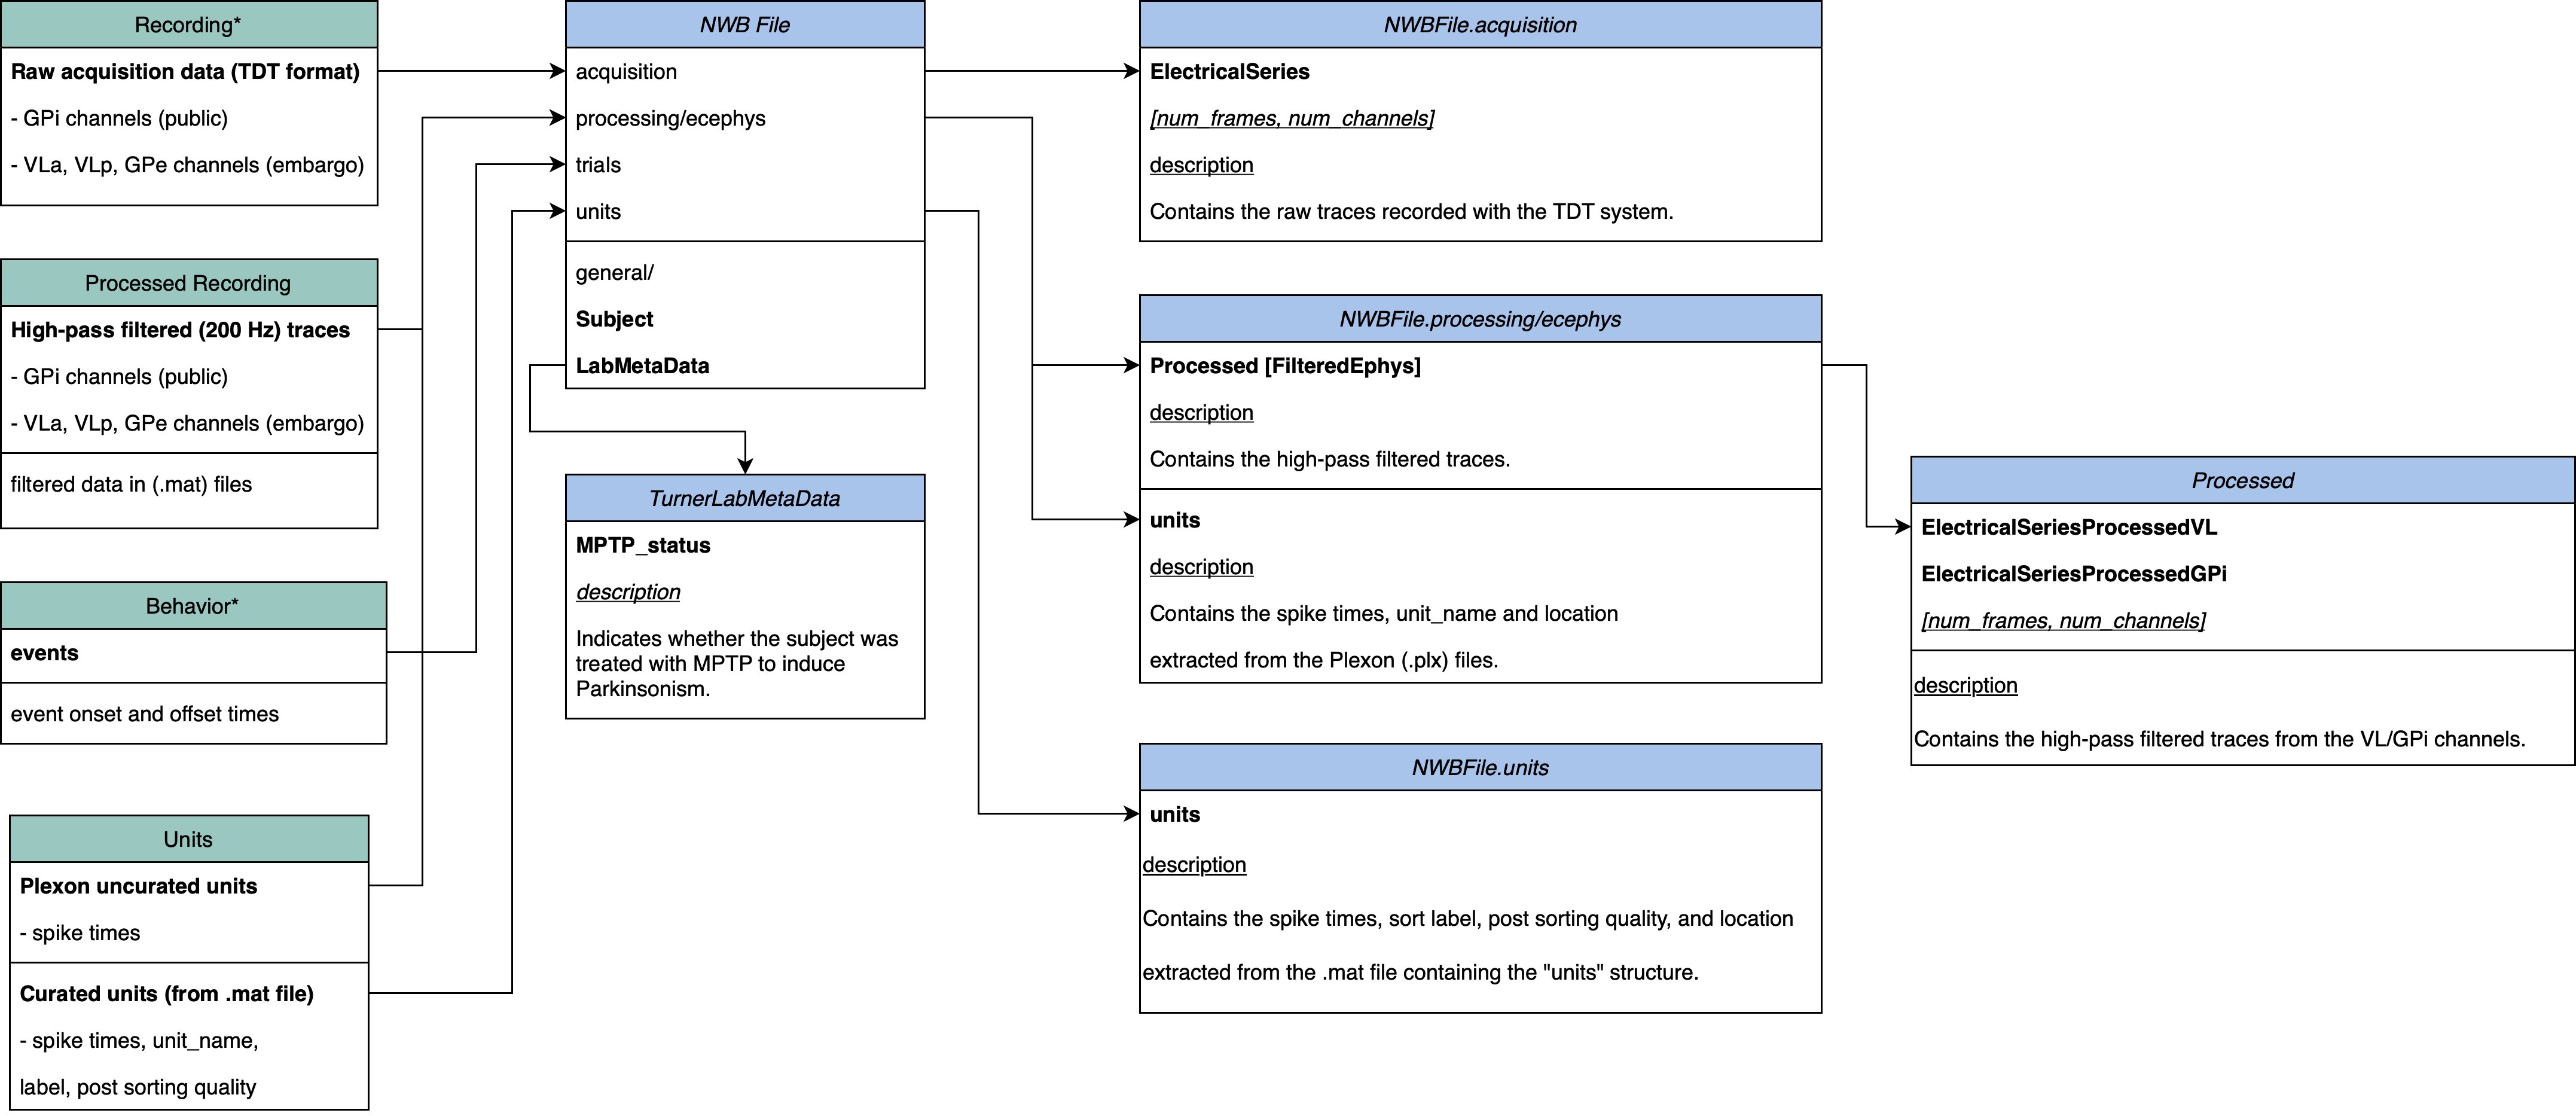 Recording*
Raw acquisition data (TDT format)
- GPi channels (public)
- VLa, VLp, GPe channels (embargo)
Processed Recording
High-pass filtered (200 Hz) traces
- GPi channels (public)
- VLa, VLp, GPe channels (embargo)
filtered data in (.mat) files
Behavior*
events
event onset and offset times
Units
Plexon uncurated units
- spike times
Curated units (from .mat file)
- spike times, unit_name,
label, post sorting quality
NWB File
acquisition
processing/ecephys
trials
units
general/
Subject
LabMetaData
TurnerLabMetaData
MPTP_status
description
Indicates whether the subject was
treated with MPTP to induce
Parkinsonism.
NWBFile.acquisition
ElectricalSeries
[num_frames, num_channels]
description
Contains the raw traces recorded with the TDT system.
NWBFile.processing/ecephys
Processed [FilteredEphys]
description
Contains the high-pass filtered traces.
units
description
Contains the spike times, unit_name and location
extracted from the Plexon (.plx) files.
NWBFile.units
units
description
Contains the spike times, sort label, post sorting quality, and location
extracted from the .mat file containing the "units" structure.
Processed
ElectricalSeriesProcessedVL
ElectricalSeriesProcessedGPi
[num_frames, num_channels]
description
Contains the high-pass filtered traces from the VL/GPi channels.